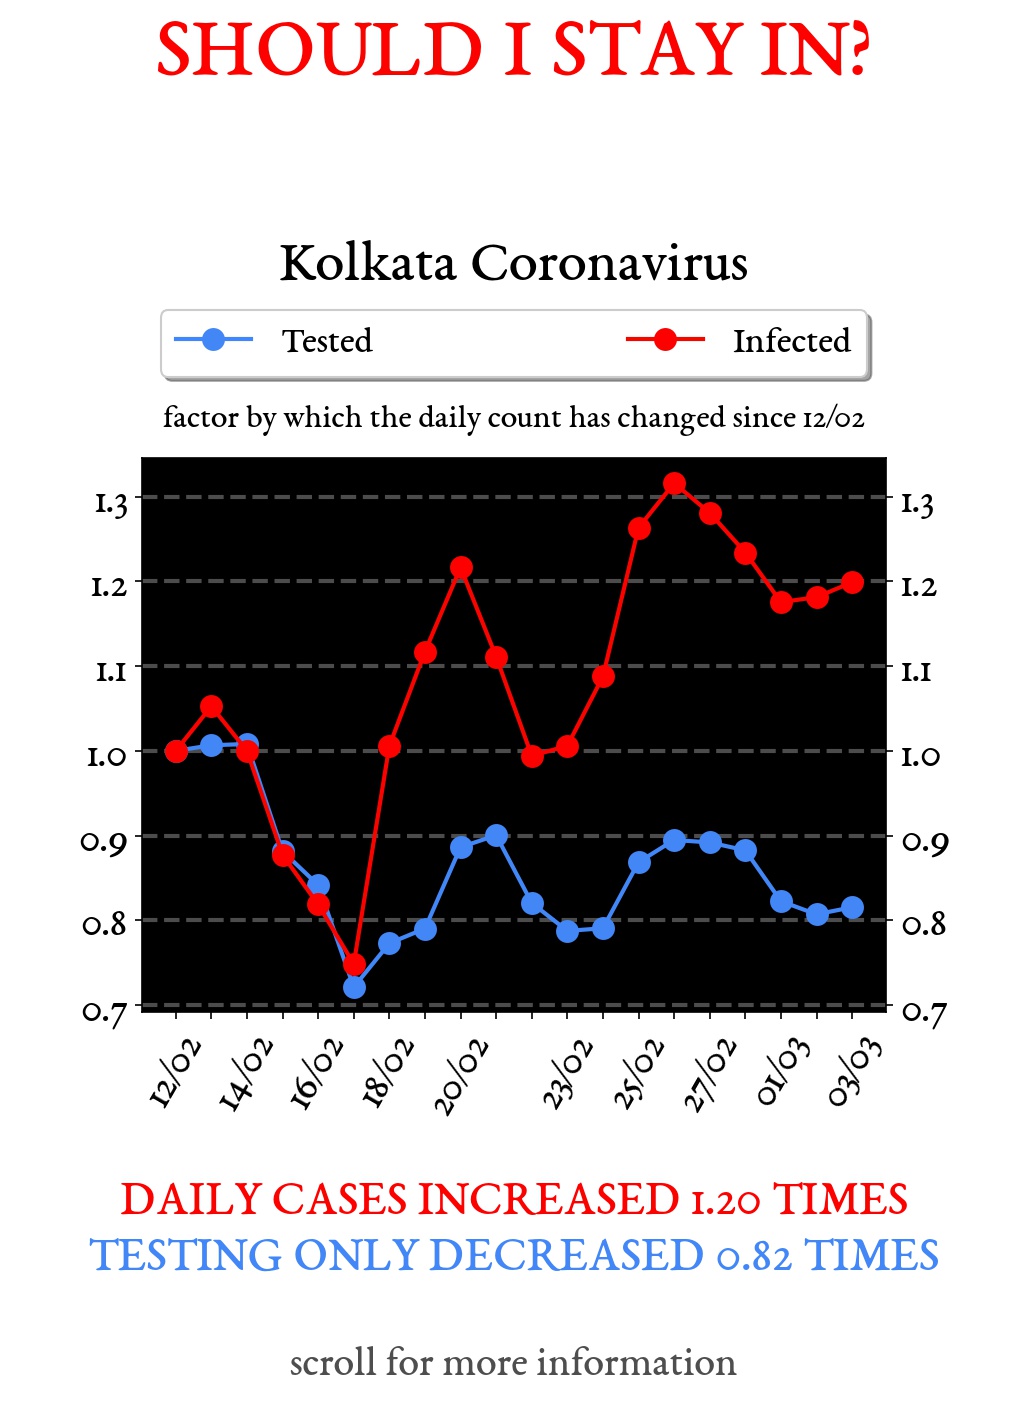 SHOULD I STAY IN?
Kolkata Coronavirus
Tested Infected
factor by which the daily count has changed since 12/02
1.3 1.3
1.2 1.2
1.1 1.1
1.0 1.0
0.9 0.9
0.8 0.8
0.7 0.7
12/02 14/02 16/02 18/02 20/02 23/02 25/02 27/02 01/03 03/03
DAILY CASES INCREASED 1.20 TIMES
TESTING ONLY DECREASED 0.82 TIMES
scroll for more information